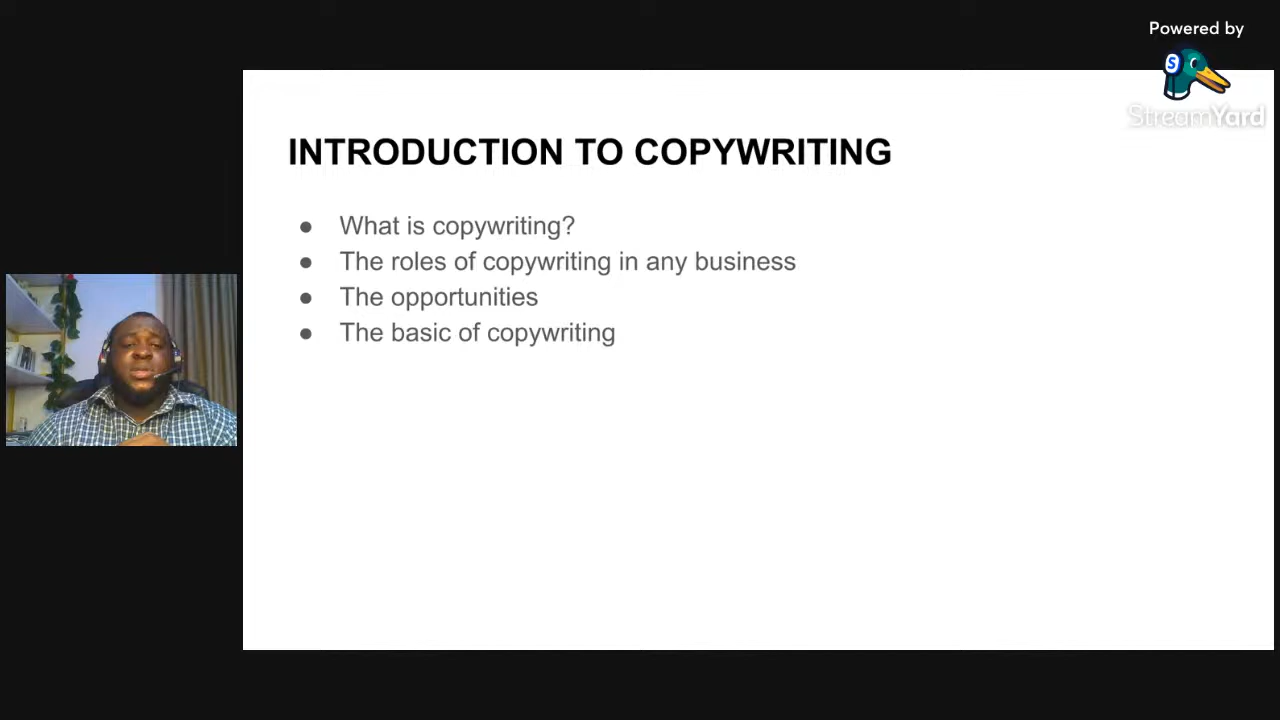 Powered by
StreamYard
INTRODUCTION TO COPYWRITING
● What is copywriting?
● The roles of copywriting in any business
● The opportunities
● The basic of copywriting